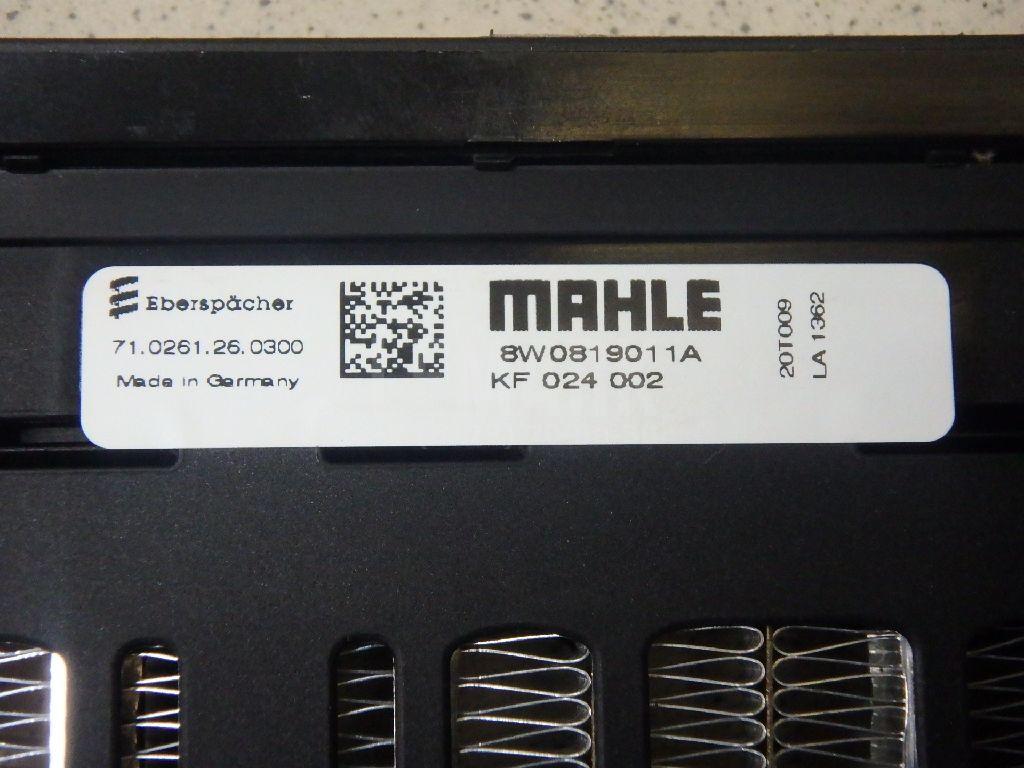 Eberspächer
71.0261.26.0300
Made in Germany
MAHLE
8W0819011A
KF 024 002
20T009
LA 1362